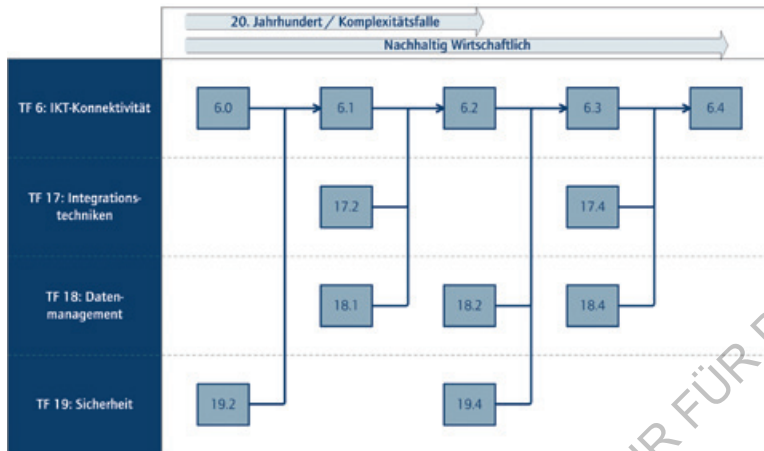 20. Jahrhundert / Komplexitätsfalle
Nachhaltig Wirtschaftlich
TF 6: IKT-Konnektivität
6.0
6.1
6.2
6.3
6.4
TF 17: Integrations-
techniken
17.2
17.4
TF 18: Daten-
management
18.1
18.2
18.4
TF 19: Sicherheit
19.2
19.4
FÜR